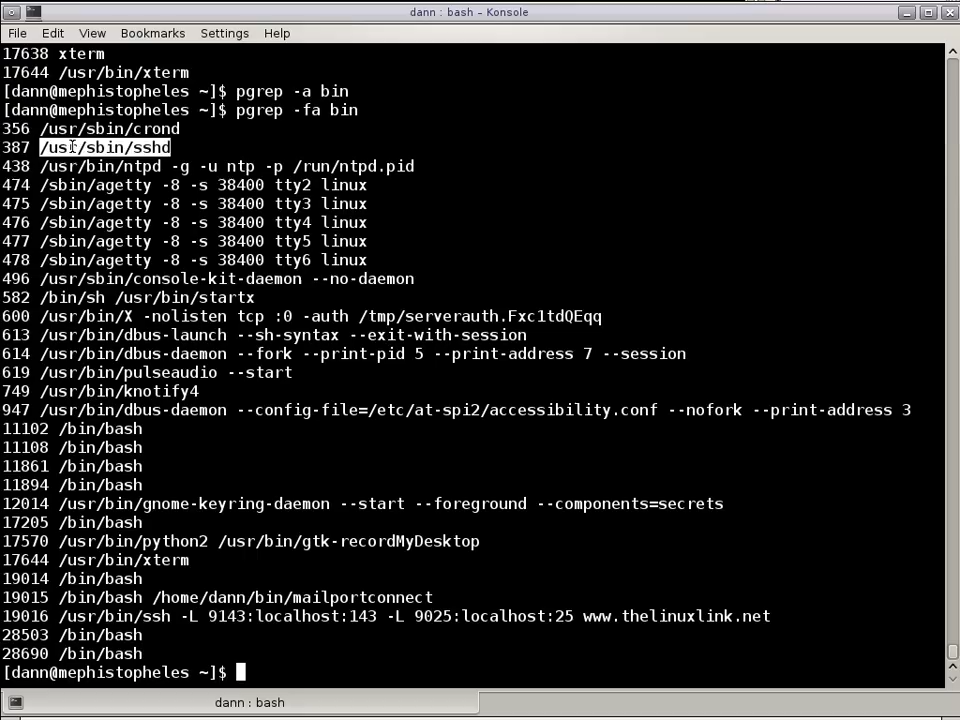 dann : bash – Konsole
File Edit View Bookmarks Settings Help
17638 xterm
17644 /usr/bin/xterm
[dann@mephistopheles ~]$ pgrep -a bin
[dann@mephistopheles ~]$ pgrep -fa bin
356 /usr/sbin/crond
387 /usr/sbin/sshd
438 /usr/bin/ntpd -g -u ntp -p /run/ntpd.pid
474 /sbin/agetty -8 -s 38400 tty2 linux
475 /sbin/agetty -8 -s 38400 tty3 linux
476 /sbin/agetty -8 -s 38400 tty4 linux
477 /sbin/agetty -8 -s 38400 tty5 linux
478 /sbin/agetty -8 -s 38400 tty6 linux
496 /usr/sbin/console-kit-daemon --no-daemon
582 /bin/sh /usr/bin/startx
600 /usr/bin/X -nolisten tcp :0 -auth /tmp/serverauth.Fxc1tdQEqq
613 /usr/bin/dbus-launch --sh-syntax --exit-with-session
614 /usr/bin/dbus-daemon --fork --print-pid 5 --print-address 7 --session
619 /usr/bin/pulseaudio --start
749 /usr/bin/knotify4
947 /usr/bin/dbus-daemon --config-file=/etc/at-spi2/accessibility.conf --nofork --print-address 3
11102 /bin/bash
11108 /bin/bash
11861 /bin/bash
11894 /bin/bash
12014 /usr/bin/gnome-keyring-daemon --start --foreground --components=secrets
17205 /bin/bash
17570 /usr/bin/python2 /usr/bin/gtk-recordMyDesktop
17644 /usr/bin/xterm
19014 /bin/bash
19015 /bin/bash /home/dann/bin/mailportconnect
19016 /usr/bin/ssh -L 9143:localhost:143 -L 9025:localhost:25 www.thelinuxlink.net
28503 /bin/bash
28690 /bin/bash
[dann@mephistopheles ~]$
dann : bash